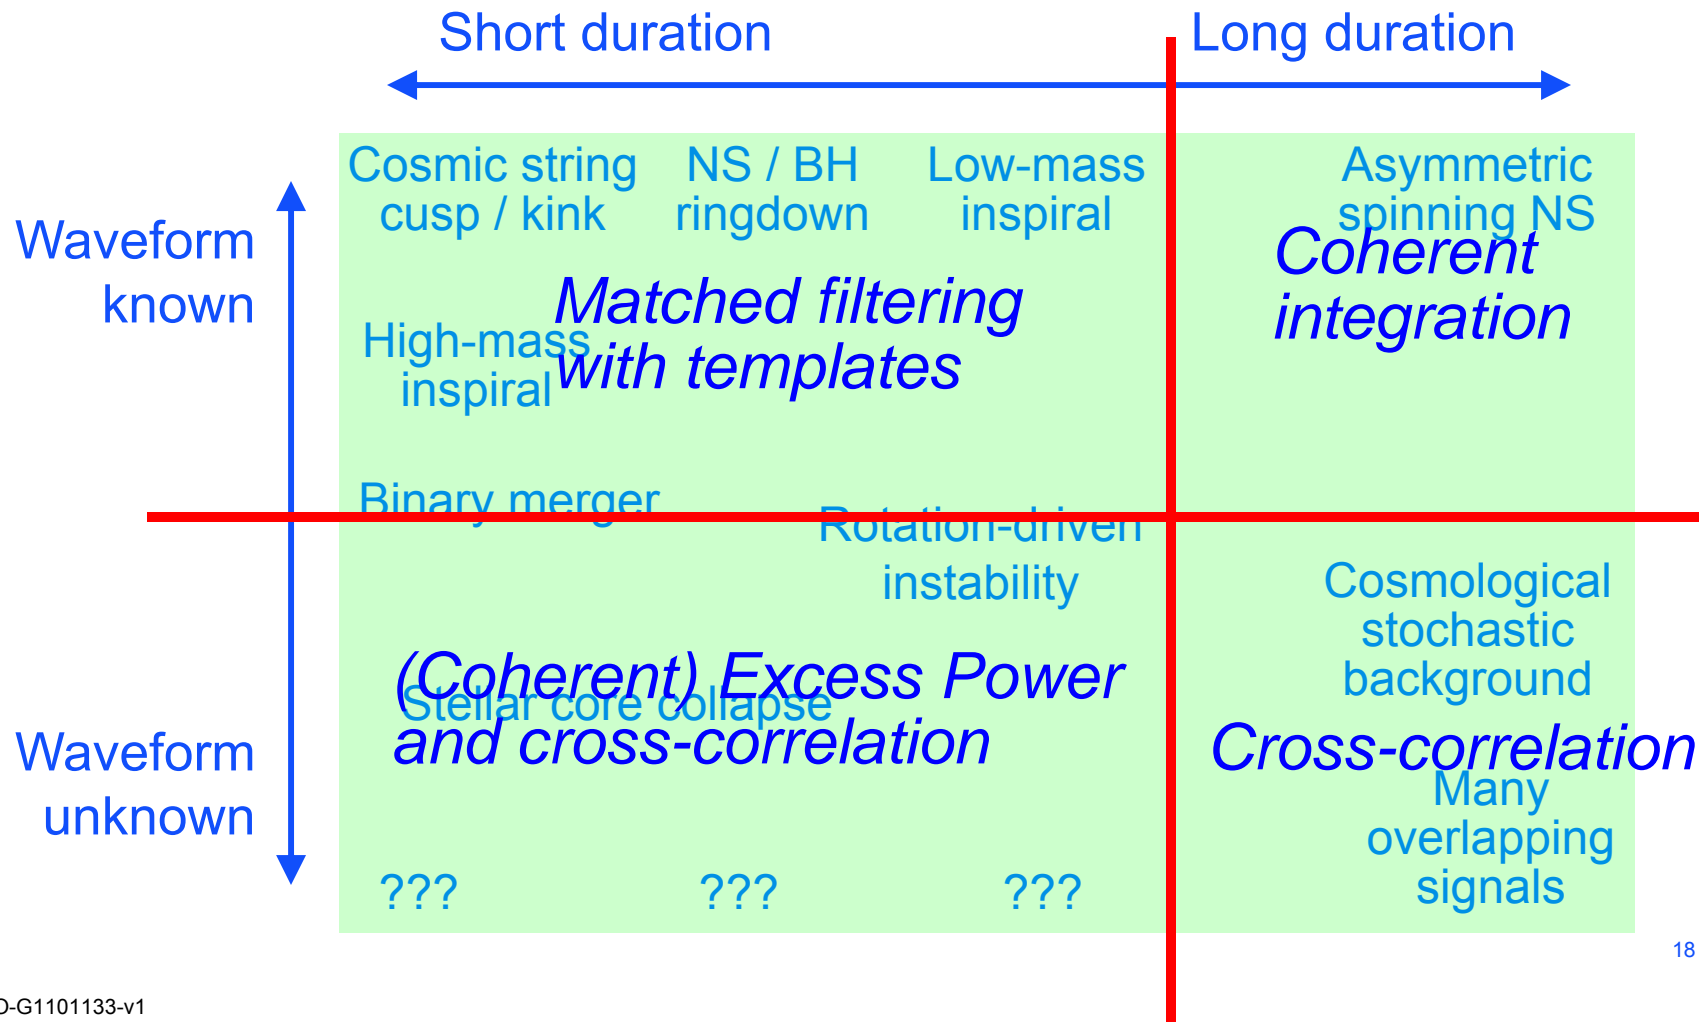 Short duration
Long duration
Cosmic string
cusp / kink
NS / BH
ringdown
Low-mass
inspiral
Asymmetric
spinning NS
Waveform
known
Coherent
integration
Matched filtering
with templates
High-mass
inspiral
Binary merger
Rotation-driven
instability
Cosmological
stochastic
background
(Coherent) Excess Power
and cross-correlation
Stellar core collapse
Waveform
unknown
Cross-correlation
Many
overlapping
signals
???
???
???
18
O-G1101133-v1